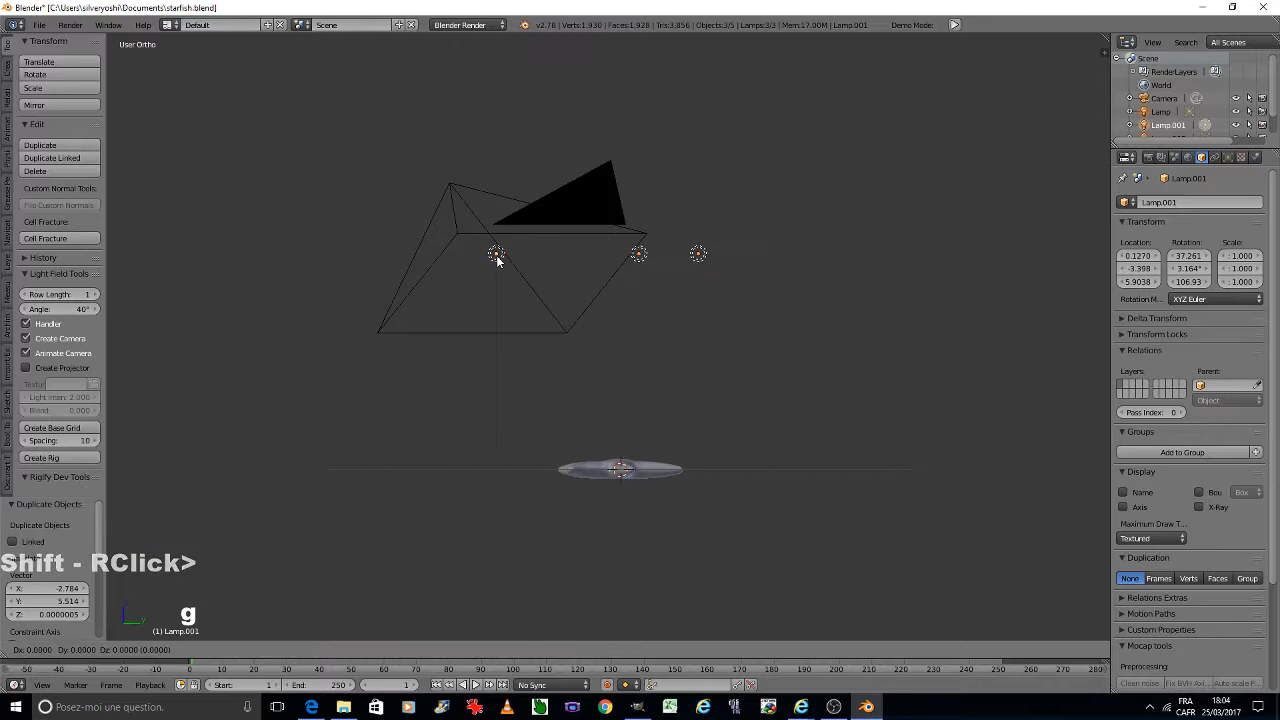 Blender* [C:\Users\silveryosh\Documents\starfish.blend]
File Render Window Help Default Scene Blender Render v2.78 | Verts:1,930 | Faces:1,928 | Tris:3,856 | Objects:3/5 | Lamps:3/3 | Mem:17.00M | Lamp.001 Demo Mode:
View Search All Scenes
User Ortho
Transform
Translate
Rotate
Scale
Mirror
Edit
Duplicate
Duplicate Linked
Delete
Custom Normal Tools:
Cell Fracture:
Cell Fracture
History
Light Field Tools
Row Length: 1
Angle: 40°
Handler
Create Camera
Animate Camera
Create Projector
Textur
Light Inten: 2.000
Blend: 0.000
Create Base Grid
Spacing: 10
Create Rig
Rigify Dev Tools
Duplicate Objects
Duplicate Objects
Linked
Vector
X: -2.784
Y: 5.514
Z: 0.0000005
Constraint Axis
Shift - RClick>
g
(1) Lamp.001
Scene
RenderLayers
World
Camera
Lamp
Lamp.001
Lamp.001
Lamp.001
Transform
Location: Rotation: Scale:
0.1270 37.261 : 1.000
-3.398 3.164° : 1.000
5.9038 106.93 : 1.000
Rotation M... XYZ Euler
Delta Transform
Transform Locks
Relations
Layers: Parent:
Object
Pass Index: 0
Groups
Add to Group
Display
Name Bou Box
Axis X-Ray
Maximum Draw T...
Textured
Duplication
None Frames Verts Faces Group
Relations Extras
Motion Paths
Custom Properties
Mocap tools
Preprocessing:
Clean noise Fix BVH Axis Auto scale P
Dx: 0.0000 Dy: 0.0000 Dz: 0.0000 (0.0000)
-50 -40 -30 -20 -10 0 10 20 30 40 50 60 70 80 90 100 110 120 130 140 150 160 170 180 190 200 210 220 230 240 250 260 270 280
View Marker Frame Playback Start: 1 End: 250 1 No Sync
Posez-moi une question.
FRA
CAFR
18:04
25/03/2017